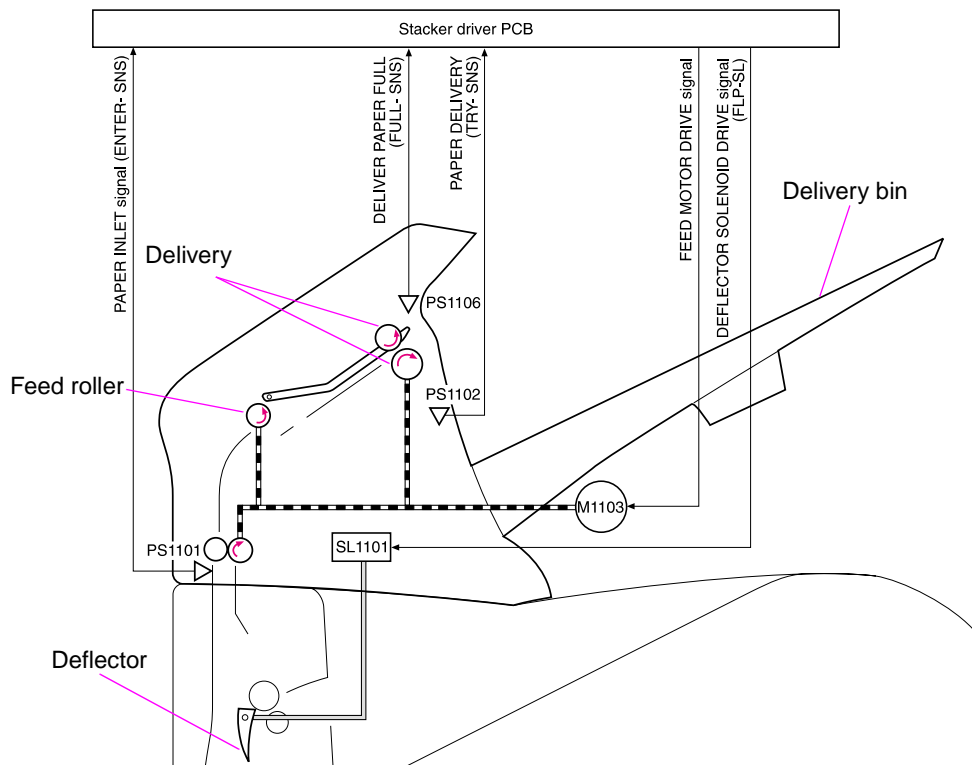 Stacker driver PCB
PAPER INLET signal (ENTER- SNS)
DELIVER PAPER FULL
(FULL- SNS)
PAPER DELIVERY
(TRY- SNS)
FEED MOTOR DRIVE signal
DEFLECTOR SOLENOID DRIVE signal
(FLP-SL)
Delivery bin
Delivery
PS1106
Feed roller
PS1102
M1103
PS1101
SL1101
Deflector